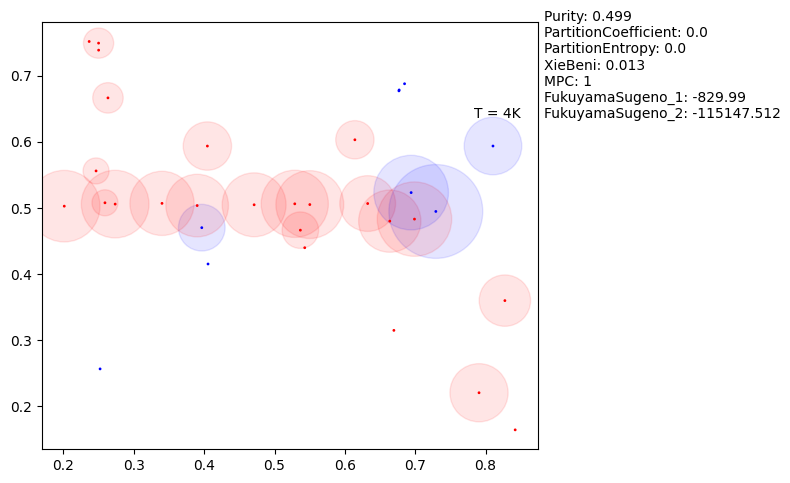 Purity: 0.499
PartitionCoefficient: 0.0
PartitionEntropy: 0.0
XieBeni: 0.013
MPC: 1
FukuyamaSugeno_1: -829.99
FukuyamaSugeno_2: -115147.512
T = 4K
0.7
0.6
0.5
0.4
0.3
0.2
0.2 0.3 0.4 0.5 0.6 0.7 0.8